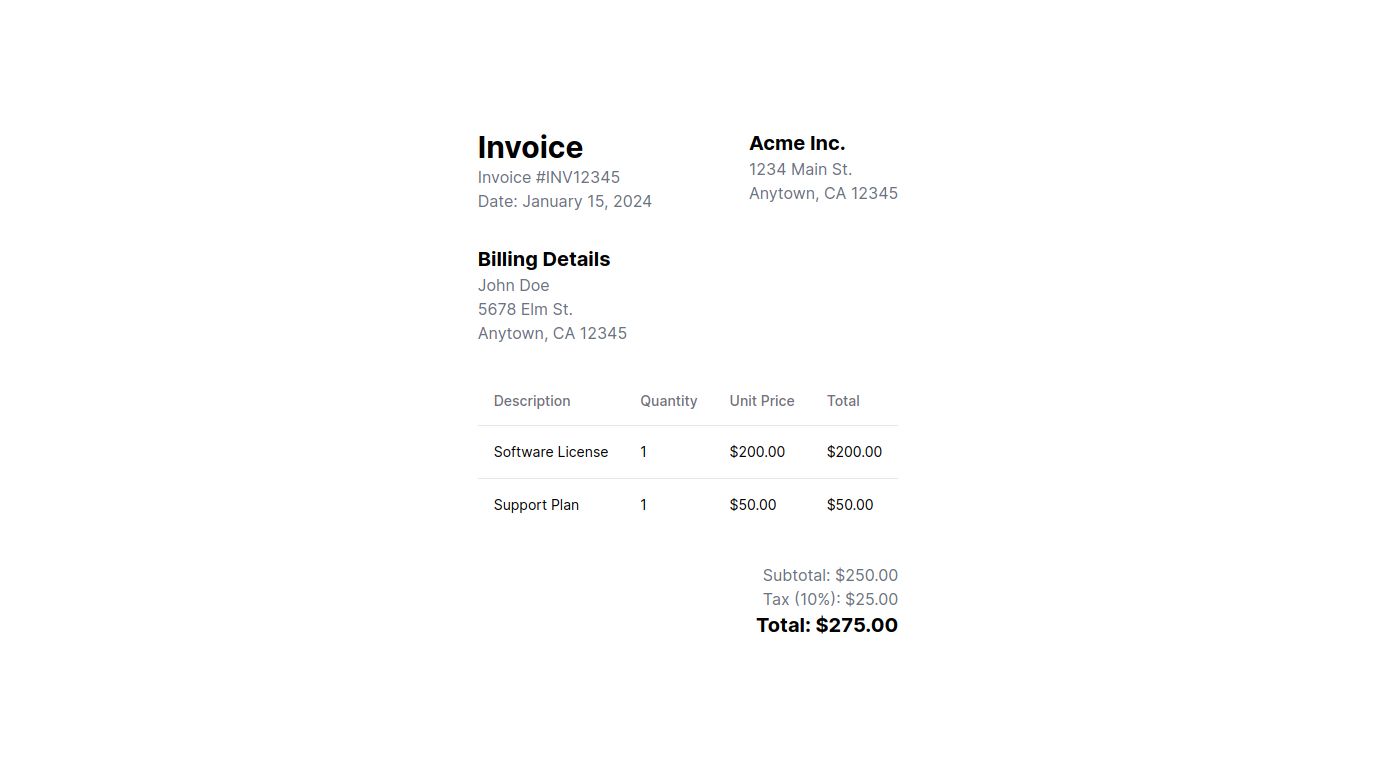 Invoice
Invoice #INV12345
Date: January 15, 2024
Acme Inc.
1234 Main St.
Anytown, CA 12345
Billing Details
John Doe
5678 Elm St.
Anytown, CA 12345
Description Quantity Unit Price Total
Software License 1 $200.00 $200.00
Support Plan 1 $50.00 $50.00
Subtotal: $250.00
Tax (10%): $25.00
Total: $275.00